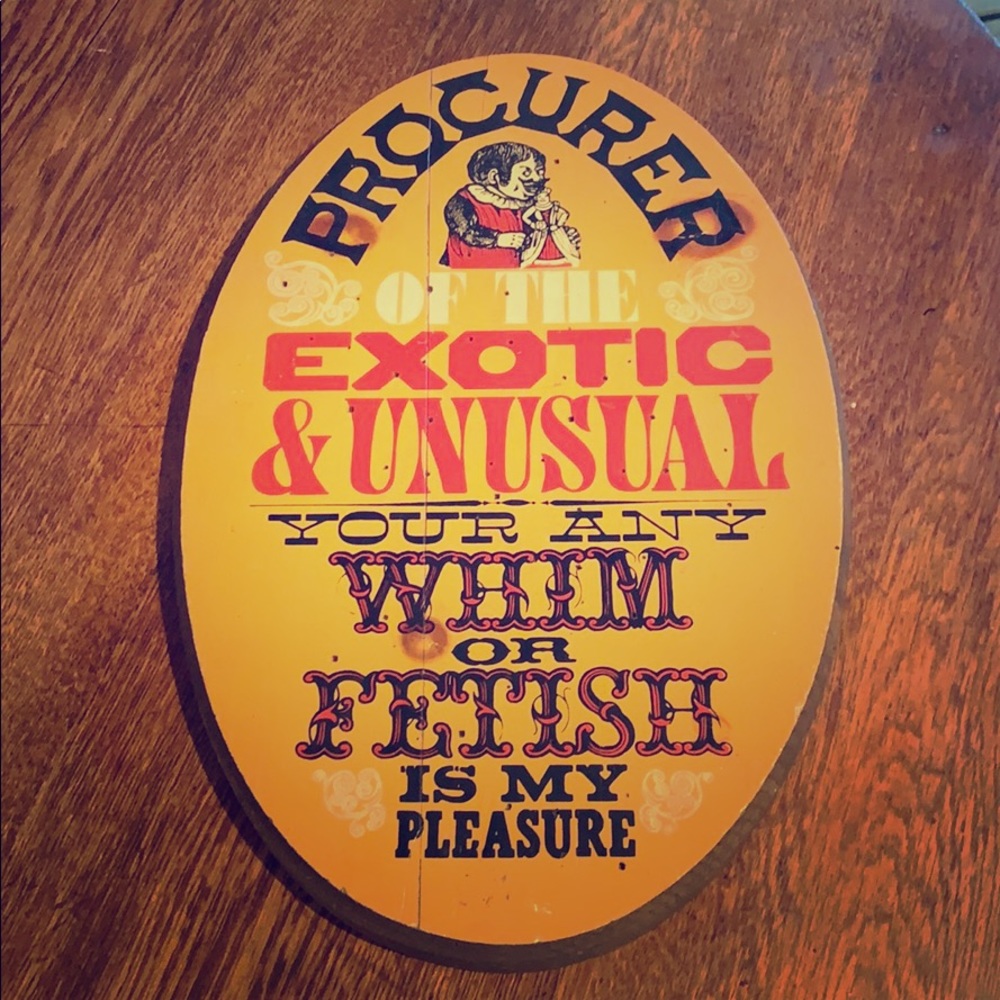 PROCURER
OF THE
EXOTIC
& UNUSUAL
YOUR ANY
WHIM
OR
FETISH
IS MY
PLEASURE